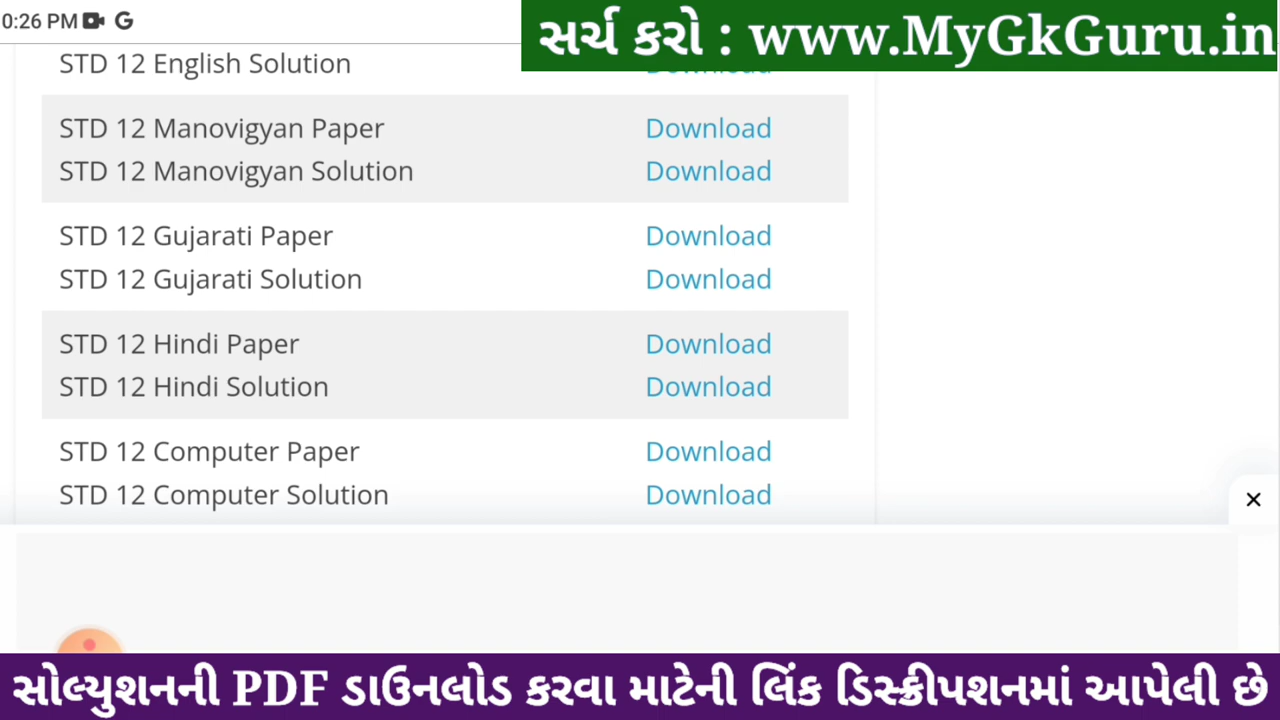 0:26 PM G
સર્ચ કરો : www.MyGkGuru.in
STD 12 English Solution Download
STD 12 Manovigyan Paper Download
STD 12 Manovigyan Solution Download
STD 12 Gujarati Paper Download
STD 12 Gujarati Solution Download
STD 12 Hindi Paper Download
STD 12 Hindi Solution Download
STD 12 Computer Paper Download
STD 12 Computer Solution Download
સોલ્યુશનની PDF ડાઉનલોડ કરવા માટેની લિંક ડિસ્ક્રીપશનમાં આપેલી છે